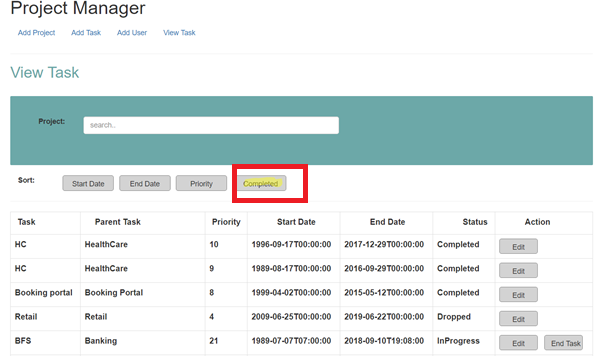 Project Manager
Add Project Add Task Add User View Task
View Task
Project: search..
Sort: Start Date End Date Priority Completed
Task Parent Task Priority Start Date End Date Status Action
HC HealthCare 10 1996-09-17T00:00:00 2017-12-29T00:00:00 Completed Edit
HC HealthCare 9 1989-08-17T00:00:00 2016-09-29T00:00:00 Completed Edit
Booking portal Booking Portal 8 1999-04-02T00:00:00 2015-05-12T00:00:00 Completed Edit
Retail Retail 4 2009-06-25T00:00:00 2019-06-22T00:00:00 Dropped Edit
BFS Banking 21 1989-07-07T07:00:00 2018-09-10T19:08:00 InProgress Edit End Task